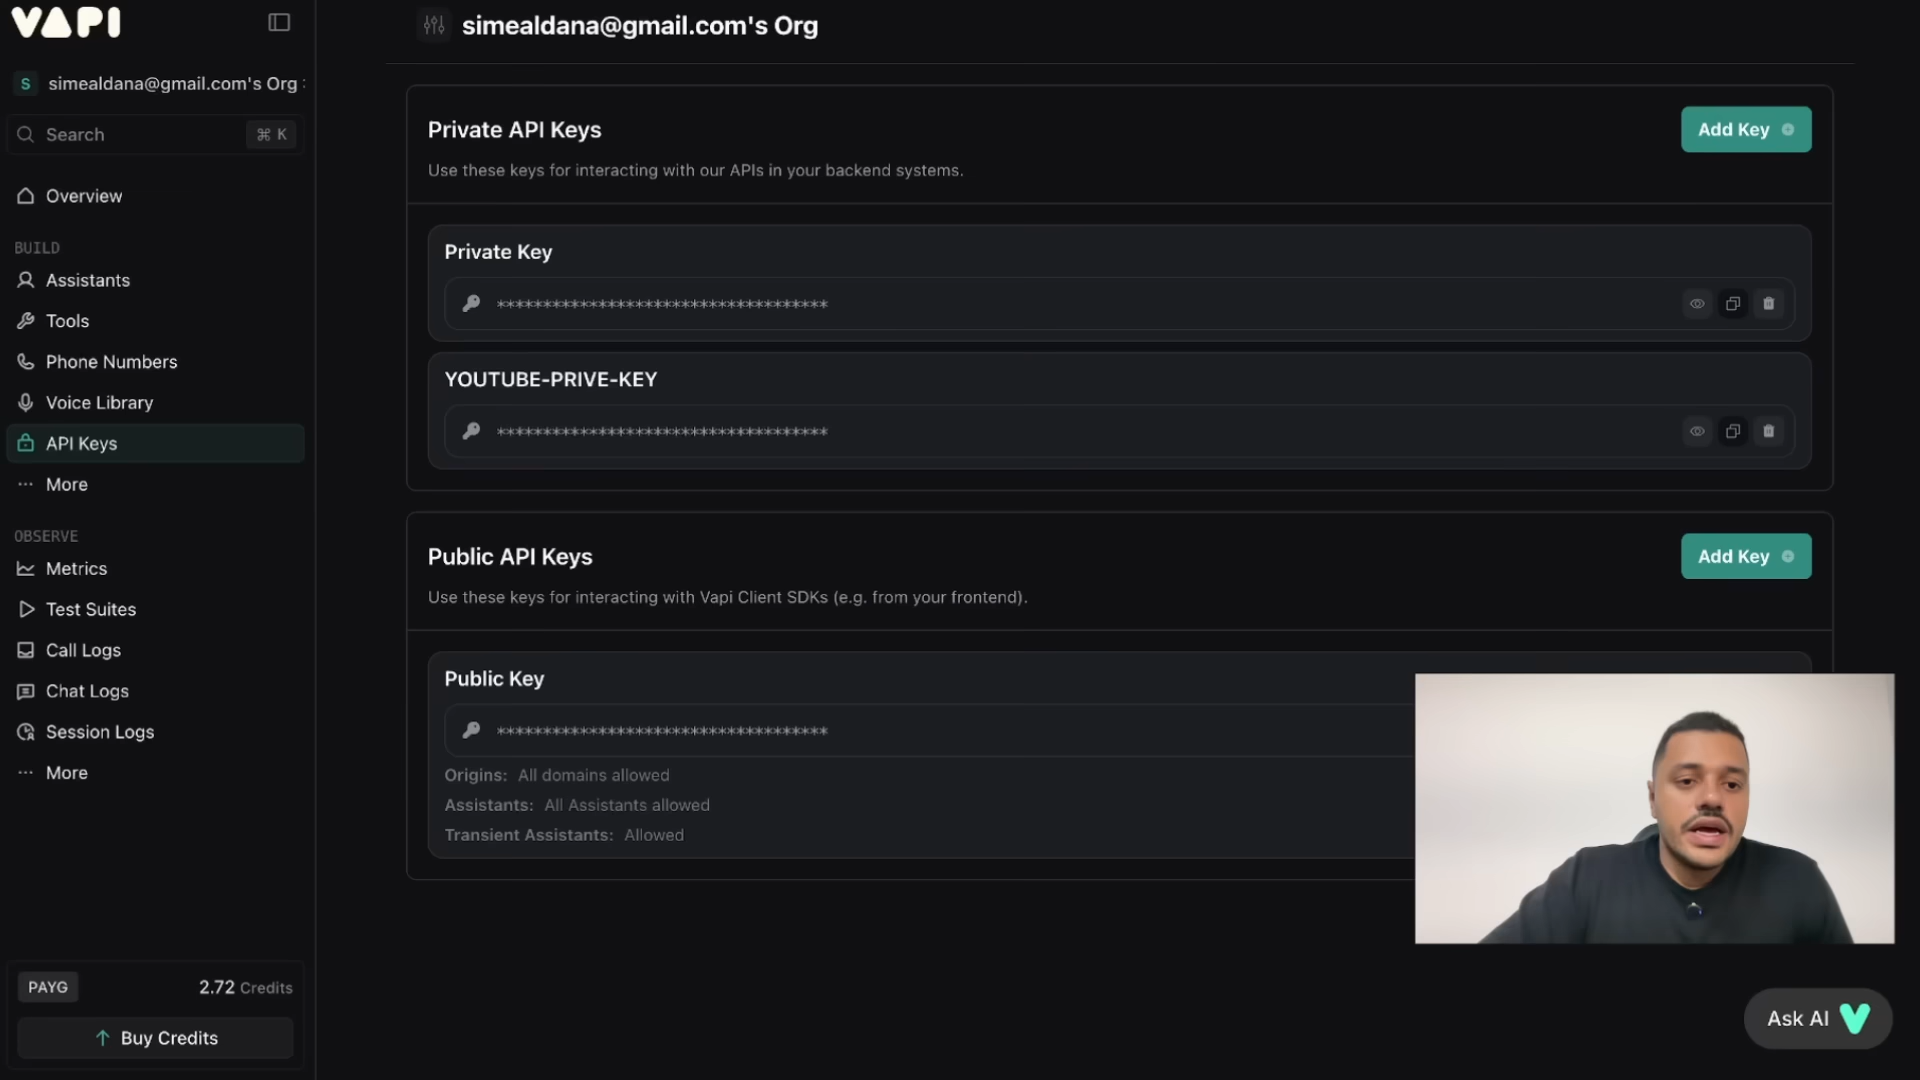 VAPI
S simealdana@gmail.com's Org
Search ⌘ K
Overview
BUILD
Assistants
Tools
Phone Numbers
Voice Library
API Keys
More
OBSERVE
Metrics
Test Suites
Call Logs
Chat Logs
Session Logs
More
PAYG 2.72 Credits
Buy Credits
simealdana@gmail.com's Org
Private API Keys
Add Key
Use these keys for interacting with our APIs in your backend systems.
Private Key
************************************
YOUTUBE-PRIVE-KEY
************************************
Public API Keys
Add Key
Use these keys for interacting with Vapi Client SDKs (e.g. from your frontend).
Public Key
************************************
Origins: All domains allowed
Assistants: All Assistants allowed
Transient Assistants: Allowed
Ask AI